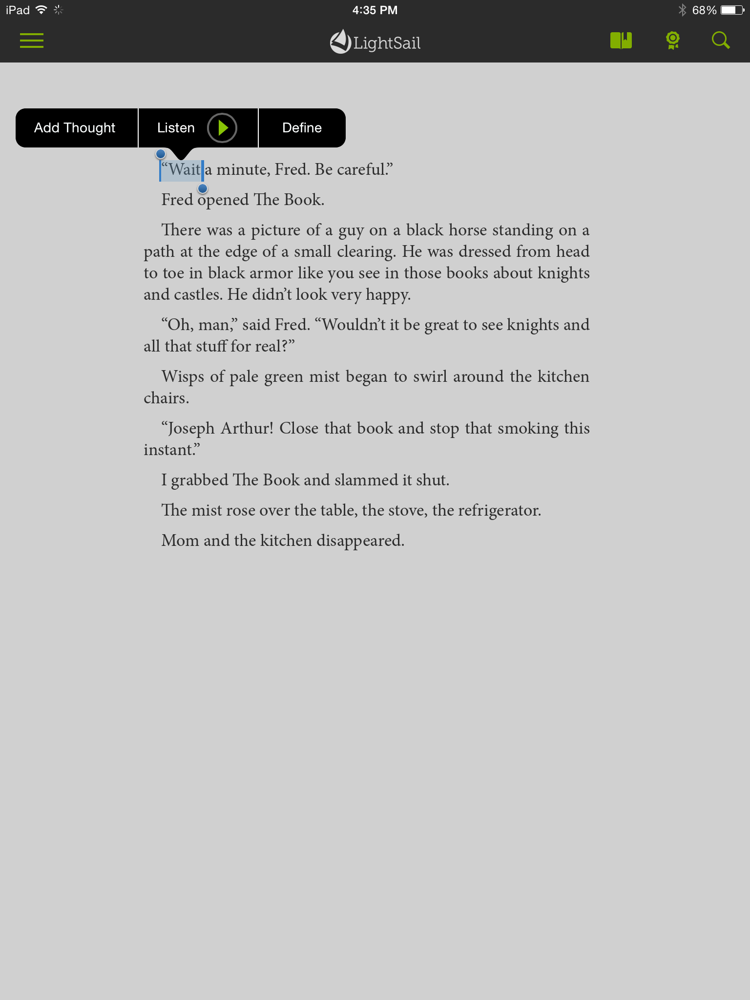 iPad 4:35 PM 68%
LightSail
Add Thought Listen Define
“Wait a minute, Fred. Be careful.”
Fred opened The Book.
There was a picture of a guy on a black horse standing on a
path at the edge of a small clearing. He was dressed from head
to toe in black armor like you see in those books about knights
and castles. He didn’t look very happy.
“Oh, man,” said Fred. “Wouldn’t it be great to see knights and
all that stuff for real?”
Wisps of pale green mist began to swirl around the kitchen
chairs.
“Joseph Arthur! Close that book and stop that smoking this
instant.”
I grabbed The Book and slammed it shut.
The mist rose over the table, the stove, the refrigerator.
Mom and the kitchen disappeared.